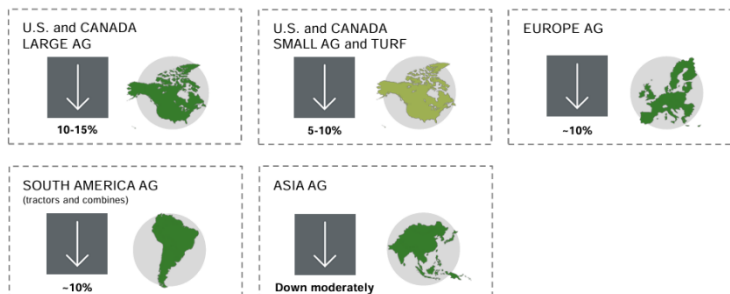 U.S. and CANADA
LARGE AG
10-15%
U.S. and CANADA
SMALL AG and TURF
5-10%
EUROPE AG
~10%
SOUTH AMERICA AG
(tractors and combines)
~10%
ASIA AG
Down moderately